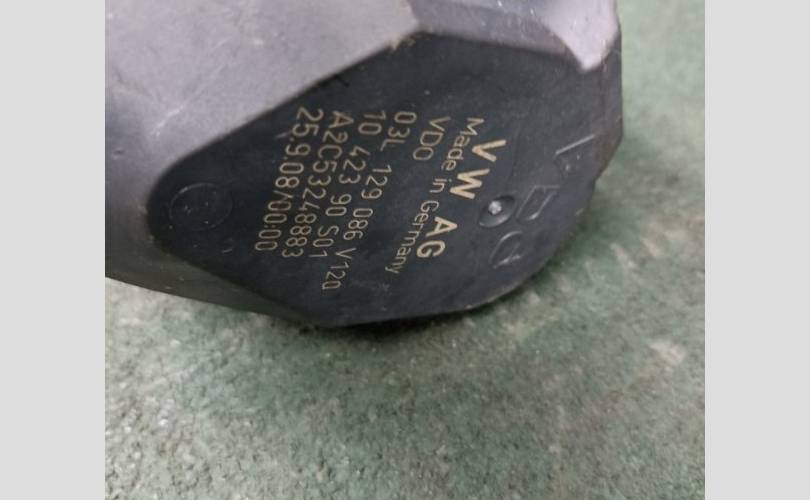 VDO
VW AG
Made in Germany
VDO
03L 129 086 V120
10 423 90 S01
A2C53248883
25.9.08/00:00